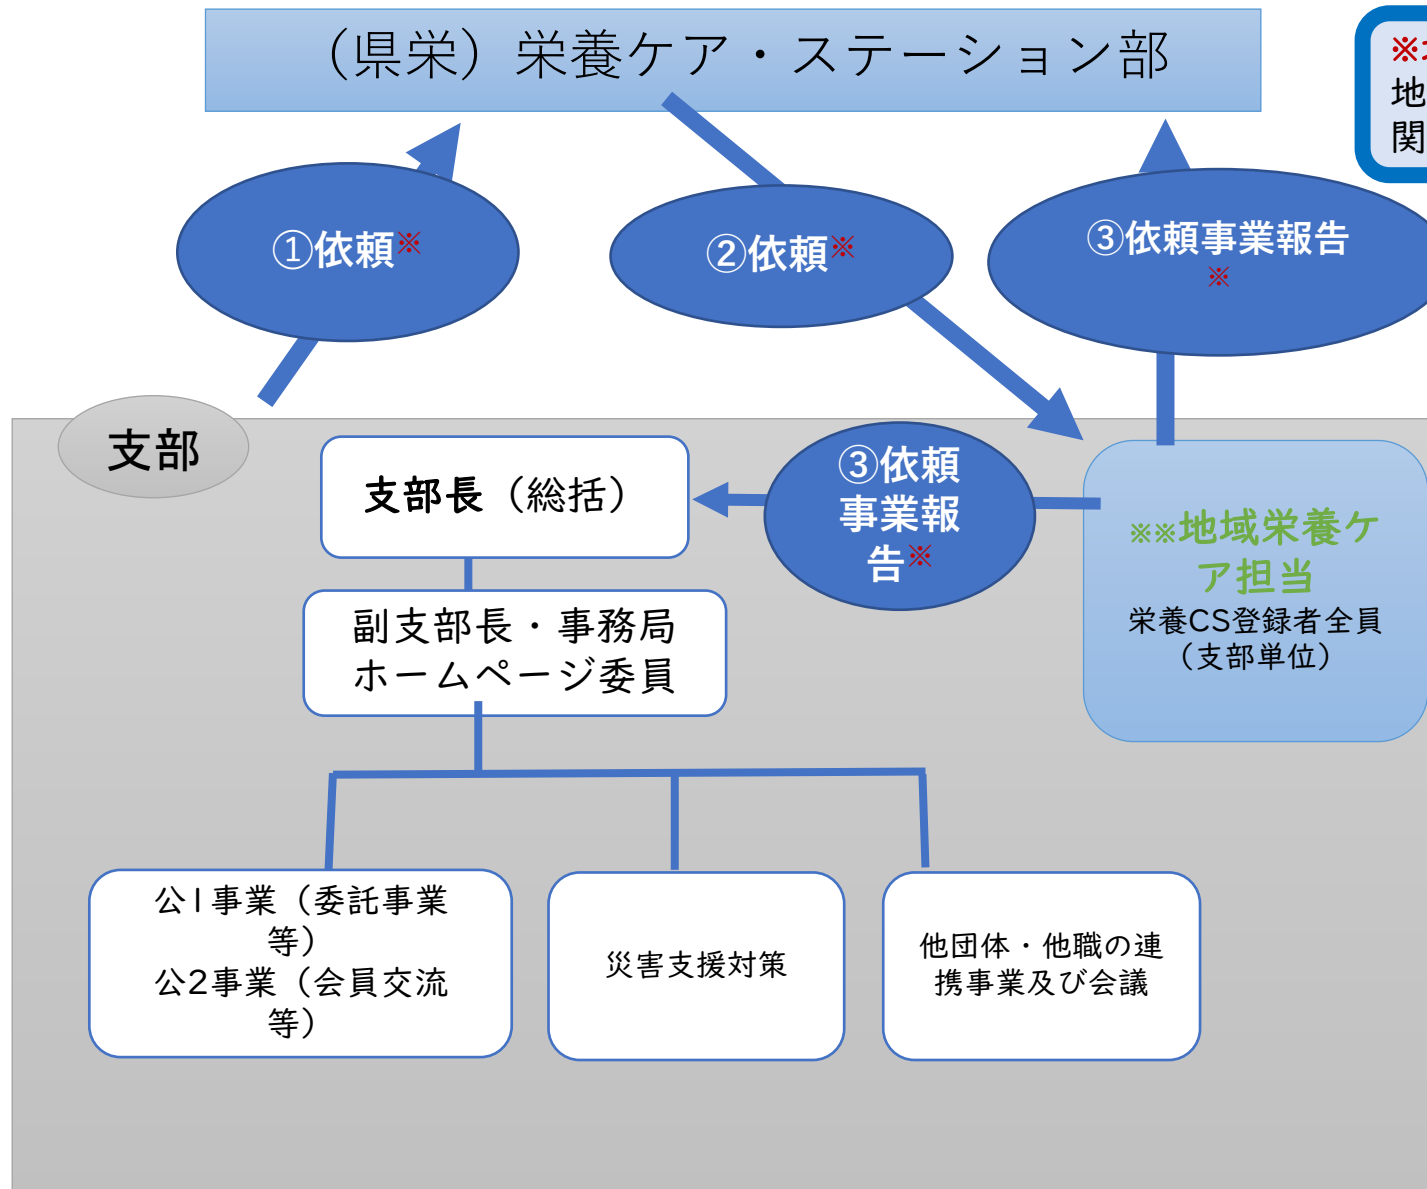 （県栄）栄養ケア・ステーション部
※
地
関
①依頼※
②依頼※
③依頼事業報告
※
支部
支部長（総括）
③依頼
事業報
告※
※※地域栄養ケ
ア担当
栄養CS登録者全員
（支部単位）
副支部長・事務局
ホームページ委員
公1事業（委託事業
等）
公2事業（会員交流
等）
災害支援対策
他団体・他職の連
携事業及び会議